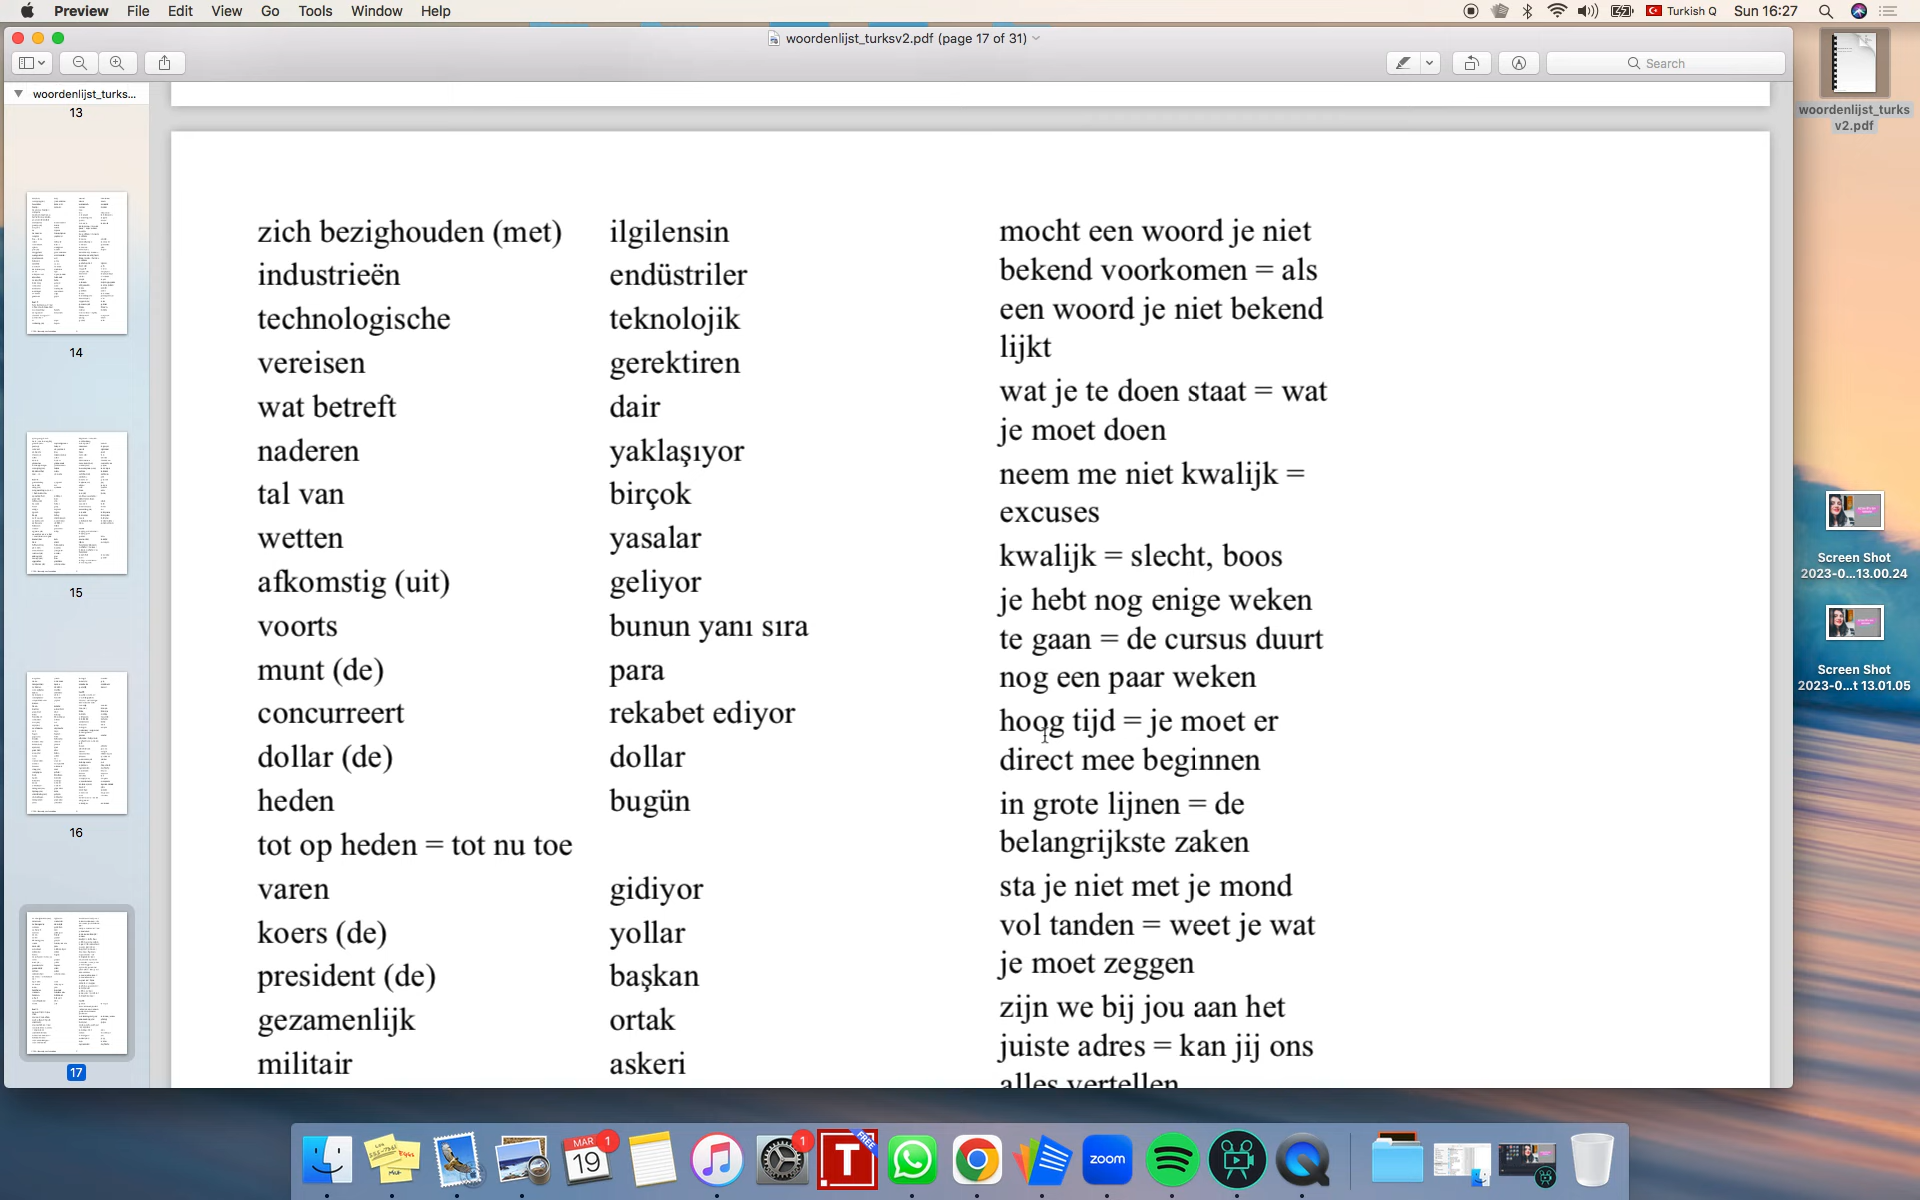 Preview File Edit View Go Tools Window Help
Turkish Q Sun 16:27
woordenlijst_turksv2.pdf (page 17 of 31)
Search
woordenlijst_turks...
13
14
15
16
17
zich bezighouden (met) ilgilensin
industrieën endüstriler
technologische teknolojik
vereisen gerektiren
wat betreft dair
naderen yaklaşıyor
tal van birçok
wetten yasalar
afkomstig (uit) geliyor
voorts bunun yanı sıra
munt (de) para
concurreert rekabet ediyor
dollar (de) dollar
heden bugün
tot op heden = tot nu toe
varen gidiyor
koers (de) yollar
president (de) başkan
gezamenlijk ortak
militair askeri
mocht een woord je niet
bekend voorkomen = als
een woord je niet bekend
lijkt
wat je te doen staat = wat
je moet doen
neem me niet kwalijk =
excuses
kwalijk = slecht, boos
je hebt nog enige weken
te gaan = de cursus duurt
nog een paar weken
hoog tijd = je moet er
direct mee beginnen
in grote lijnen = de
belangrijkste zaken
sta je niet met je mond
vol tanden = weet je wat
je moet zeggen
zijn we bij jou aan het
juiste adres = kan jij ons
alles vertellen
woordenlijst_turks
v2.pdf
Screen Shot
2023-0...13.00.24
Screen Shot
2023-0...t 13.01.05
MAR
19
1
1
T
FREE
zoom